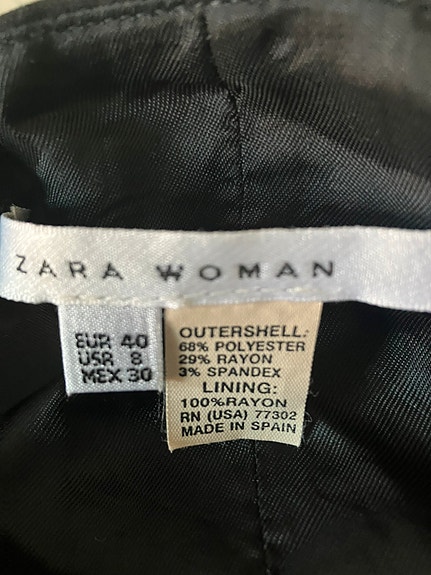 ZARA WOMAN
EUR 40
USR 8
MEX 30
OUTERSHELL:
68% POLYESTER
29% RAYON
3% SPANDEX
LINING:
100%RAYON
RN (USA) 77302
MADE IN SPAIN